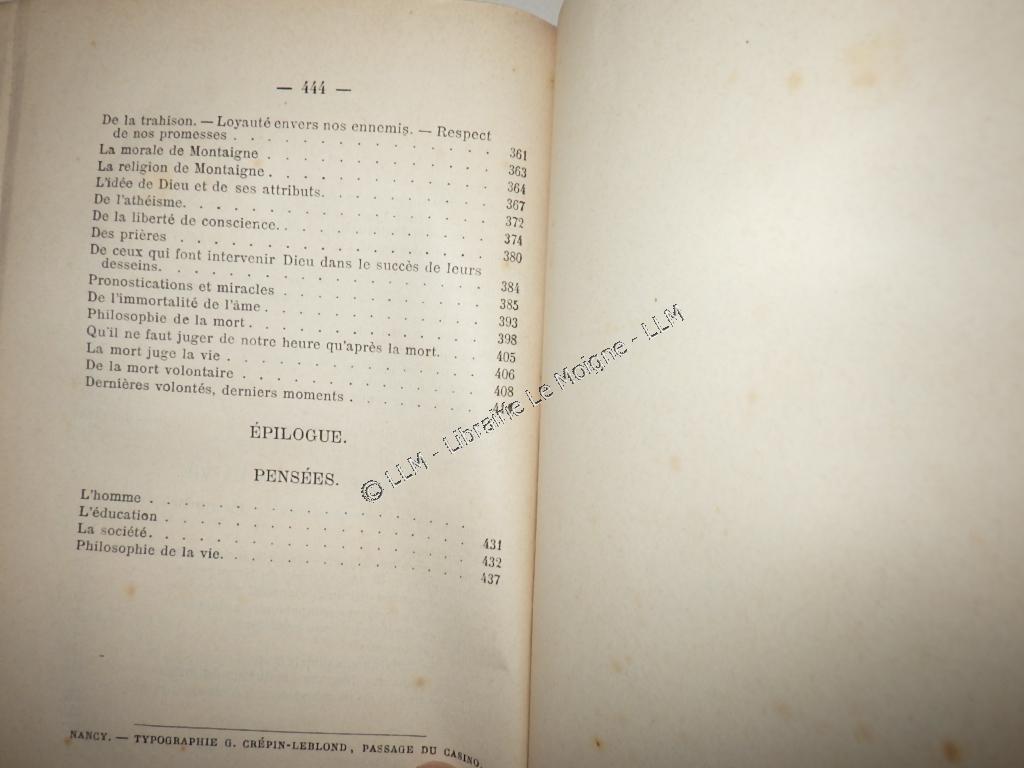 — 444 —
De la trahison. — Loyauté envers nos ennemis. — Respect
de nos promesses . . . . . . . . . . . . . 361
La morale de Montaigne . . . . . . . . . . . 363
La religion de Montaigne . . . . . . . . . . . 364
L'idée de Dieu et de ses attributs. . . . . . . . . 367
De l'athéisme. . . . . . . . . . . . . . . 372
De la liberté de conscience. . . . . . . . . . . 374
Des prières . . . . . . . . . . . . . . . 380
De ceux qui font intervenir Dieu dans le succès de leurs
desseins. . . . . . . . . . . . . . . . 384
Pronostications et miracles . . . . . . . . . . 385
De l'immortalité de l'âme . . . . . . . . . . . 393
Philosophie de la mort . . . . . . . . . . . . 398
Qu'il ne faut juger de notre heure qu'après la mort. . . . 405
La mort juge la vie . . . . . . . . . . . . . 406
De la mort volontaire . . . . . . . . . . . . 408
Dernières volontés, derniers moments . . . . . . .
ÉPILOGUE.
PENSÉES.
L'homme . . . . . . . . . . . . . . . .
L'éducation . . . . . . . . . . . . . . . 431
La société. . . . . . . . . . . . . . . . 432
Philosophie de la vie. . . . . . . . . . . . . 437
NANCY. — TYPOGRAPHIE G. CRÉPIN-LEBLOND, PASSAGE DU CASINO.
© LLM - Librairie Le Moigne - LLM